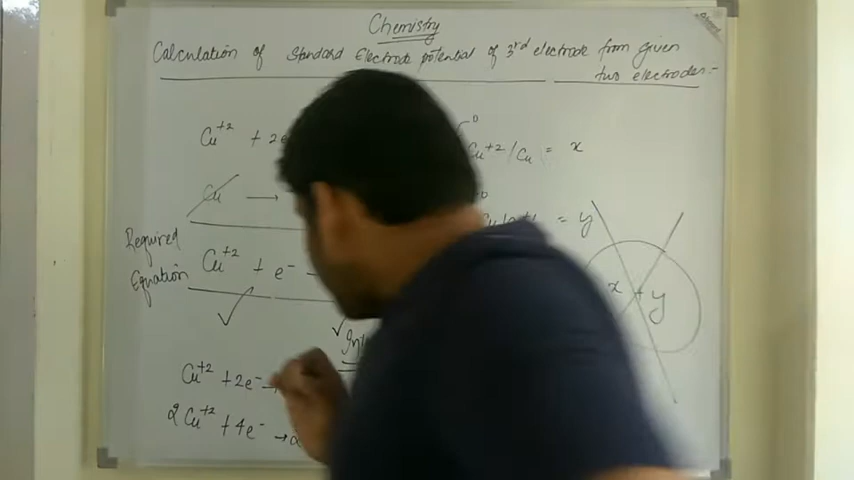 Chemistry
Calculation of Standard Electrode potential of 3rd electrode from given
two electrodes:-
Cu+2 + 2e
Cu+2/Cu = x
Cu →
= y
Required
Equation
Cu+2 + e-
x + y
Cu+2 + 2e-
2Cu+2 + 4e- → 2